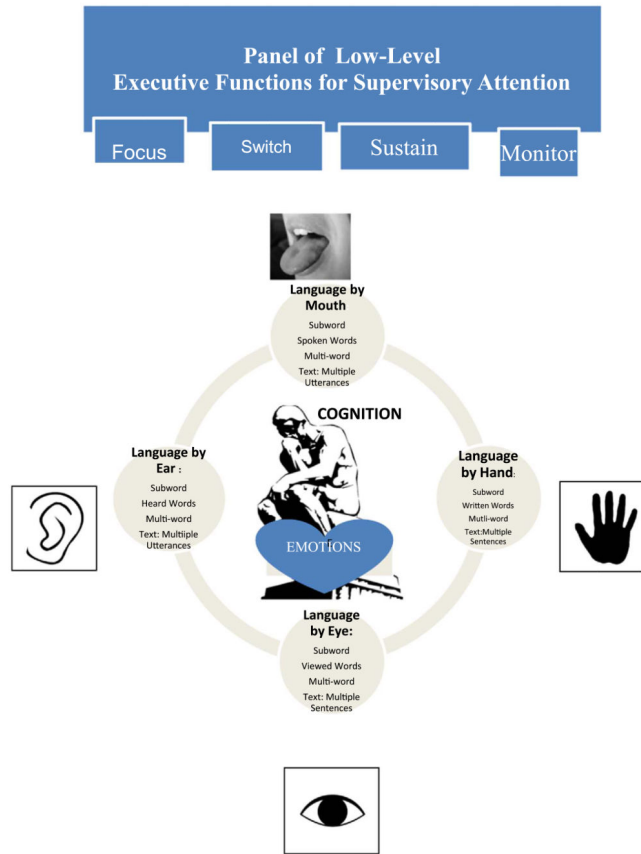 Panel of Low-Level
Executive Functions for Supervisory Attention
Focus
Switch
Sustain
Monitor
Language by
Mouth
Subword
Spoken Words
Multi-word
Text: Multiple
Utterances
COGNITION
Language by
Ear :
Subword
Heard Words
Multi-word
Text: Multiiple
Utterances
Language
by Hand:
Subword
Written Words
Mutli-word
Text:Multiple
Sentences
EMOTIONS
Language
by Eye:
Subword
Viewed Words
Multi-word
Text: Multiple
Sentences